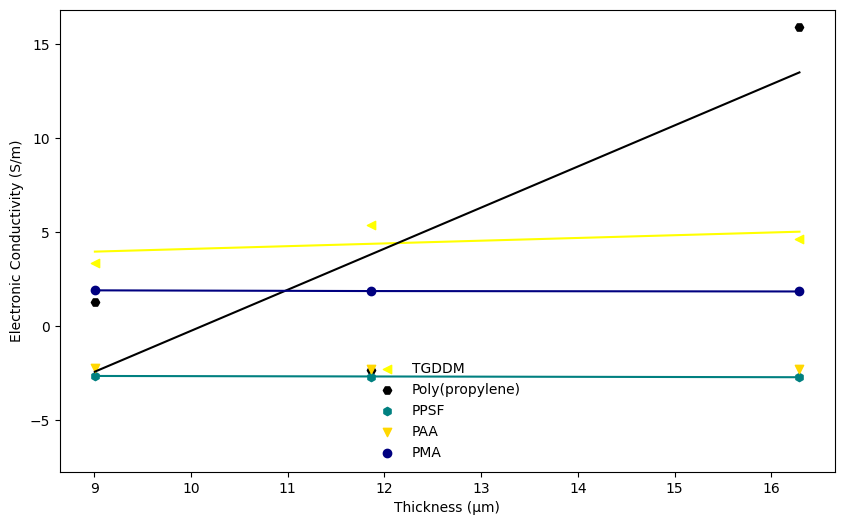 15
10
5
0
−5
Electronic Conductivity (S/m)
TGDDM
Poly(propylene)
PPSF
PAA
PMA
9 10 11 12 13 14 15 16
Thickness (μm)